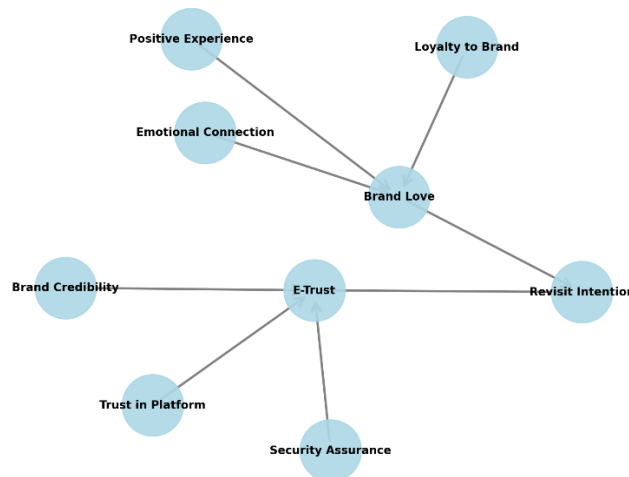 Positive Experience
Loyalty to Brand
Emotional Connection
Brand Love
Brand Credibility
E-Trust
Revisit Intention
Trust in Platform
Security Assurance